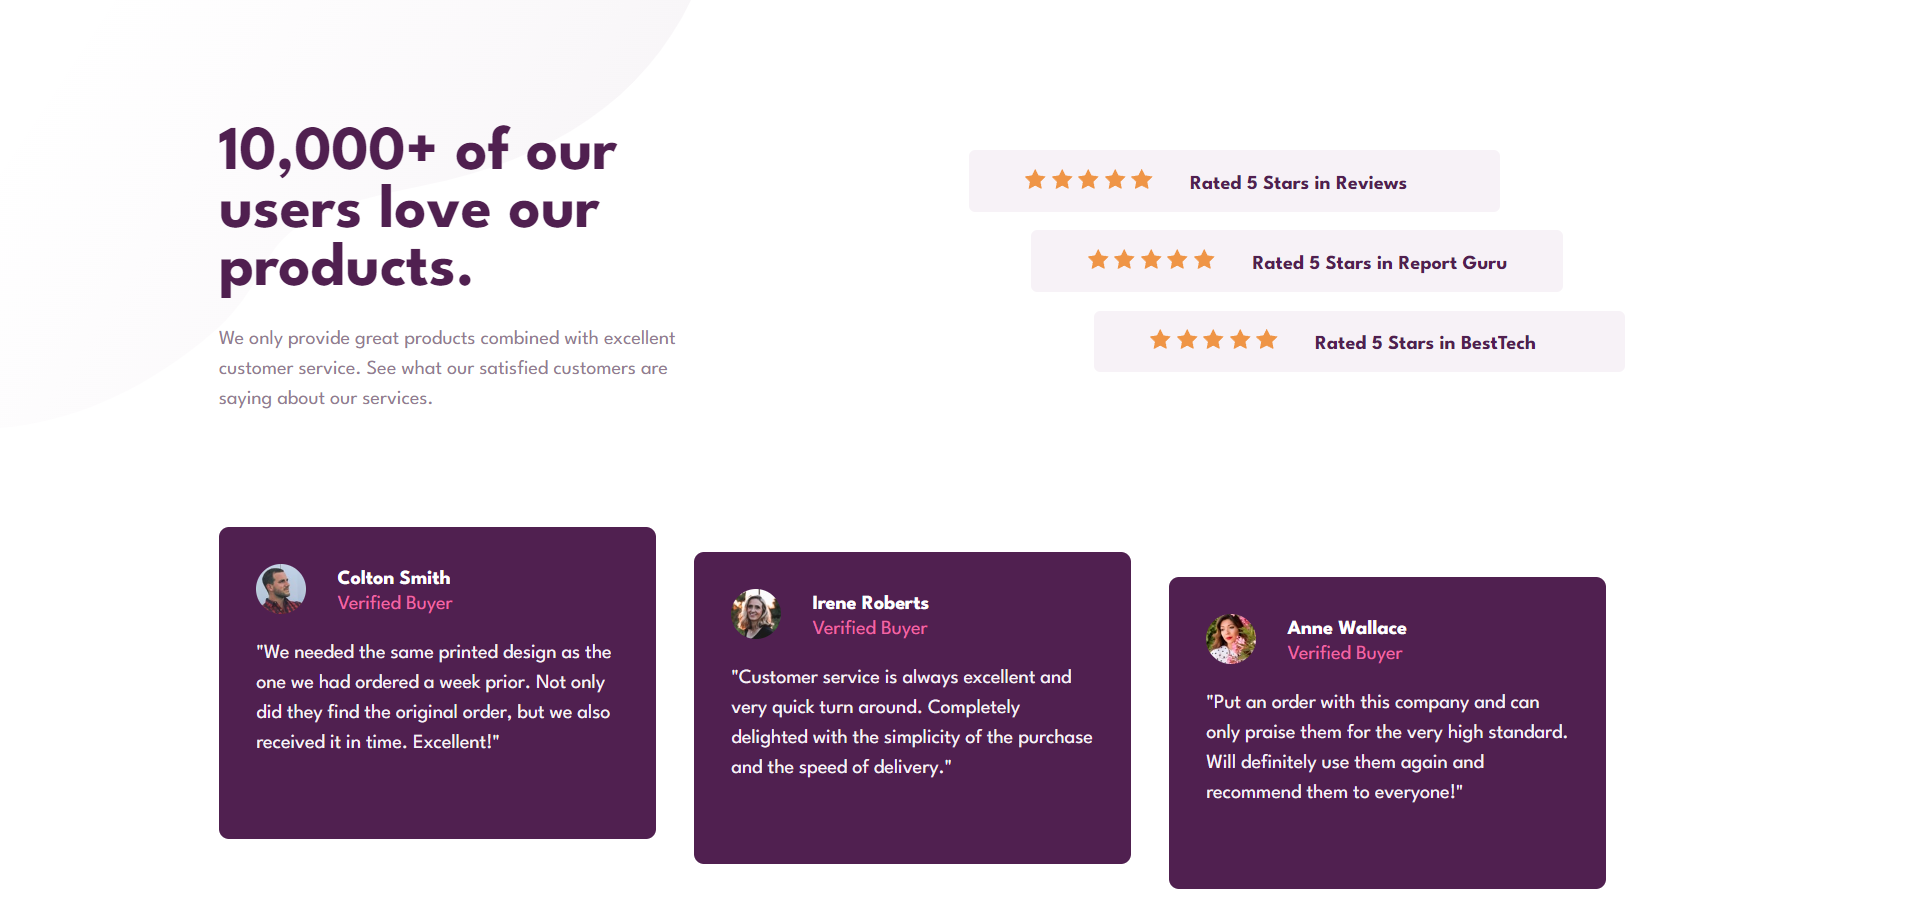 10,000+ of our
users love our
products.
We only provide great products combined with excellent
customer service. See what our satisfied customers are
saying about our services.
Rated 5 Stars in Reviews
Rated 5 Stars in Report Guru
Rated 5 Stars in BestTech
Colton Smith
Verified Buyer
"We needed the same printed design as the
one we had ordered a week prior. Not only
did they find the original order, but we also
received it in time. Excellent!"
Irene Roberts
Verified Buyer
"Customer service is always excellent and
very quick turn around. Completely
delighted with the simplicity of the purchase
and the speed of delivery."
Anne Wallace
Verified Buyer
"Put an order with this company and can
only praise them for the very high standard.
Will definitely use them again and
recommend them to everyone!"